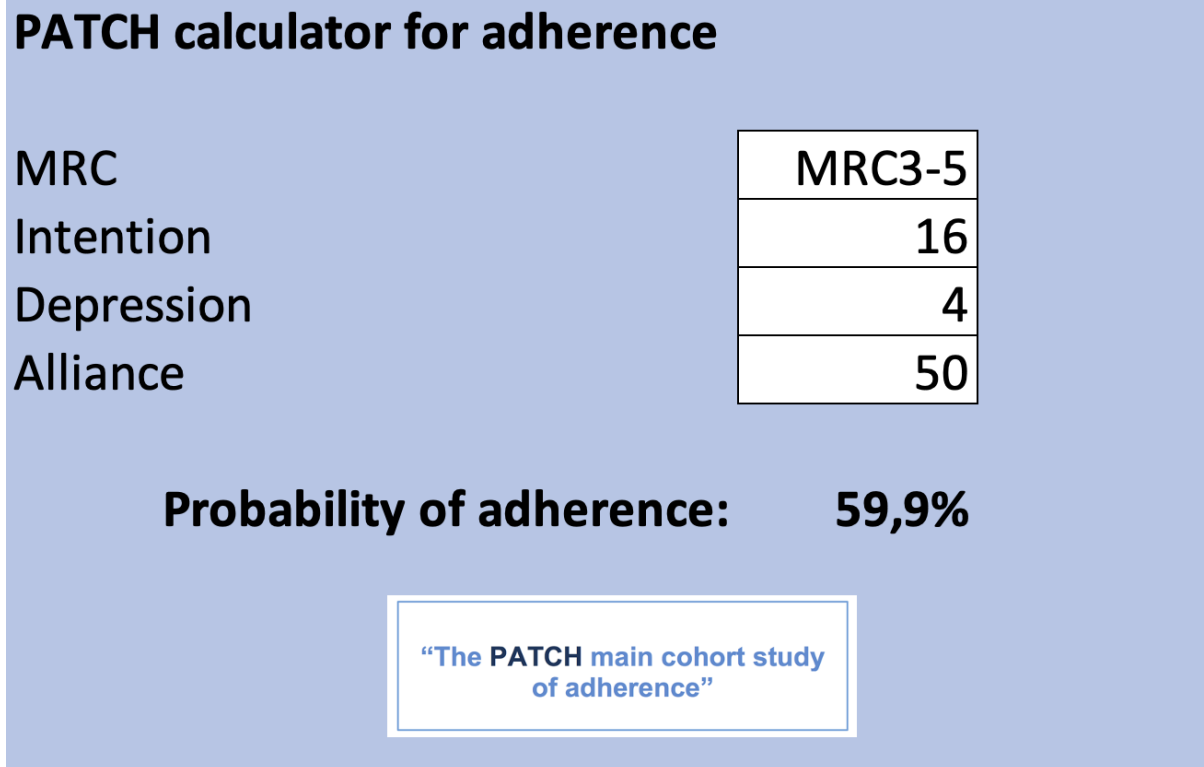 PATCH calculator for adherence
MRC MRC3-5
Intention 16
Depression 4
Alliance 50
Probability of adherence: 59,9%
“The PATCH main cohort study
of adherence”